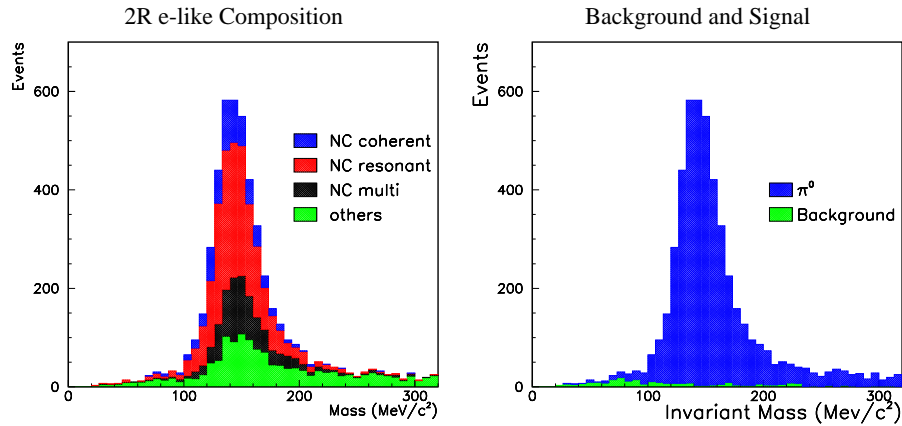 2R e-like Composition
Events
600
400
200
0
0
100
200
300
NC coherent
NC resonant
NC multi
others
Mass (MeV/c²)
Background and Signal
Events
600
400
200
0
0
100
200
300
π⁰
Background
Invariant Mass (Mev/c²)